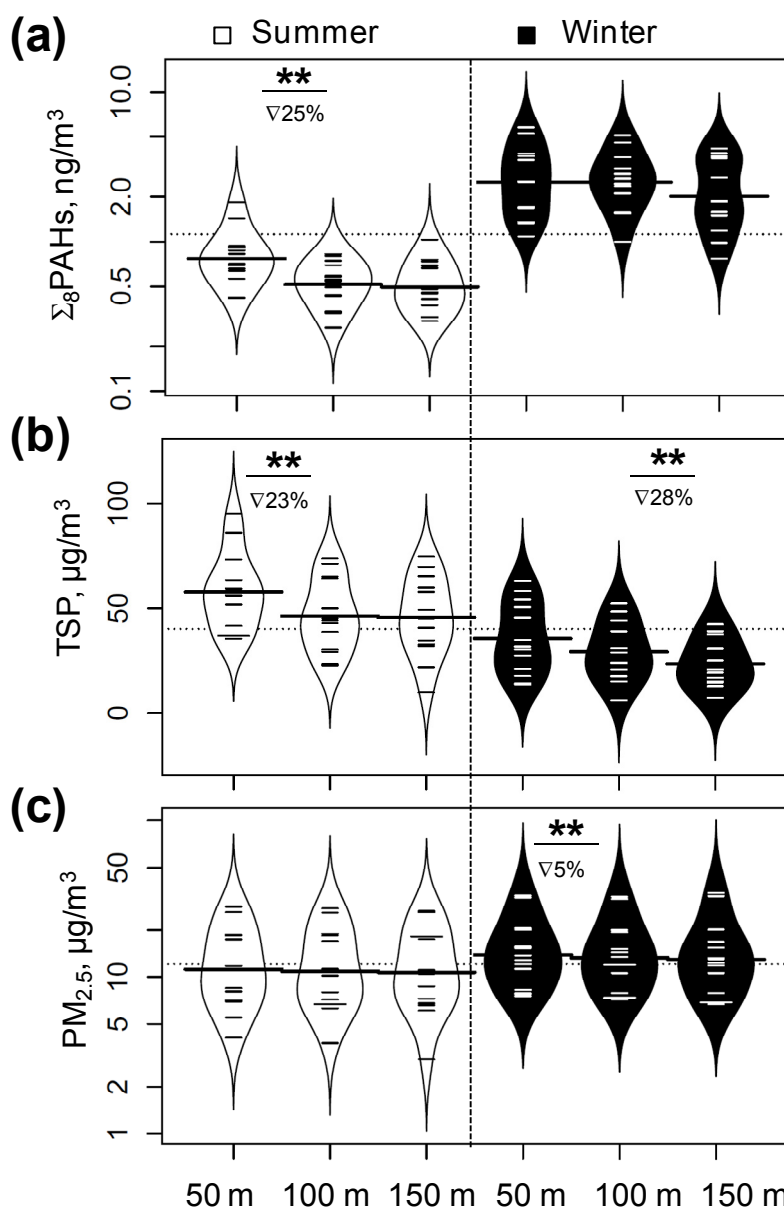 (a)
□ Summer ■ Winter
Σ₈PAHs, ng/m³
10.0
2.0
0.5
0.1
**
∇25%
(b)
TSP, µg/m³
100
50
0
**
∇23%
**
∇28%
(c)
PM₂.₅, µg/m³
50
10
5
2
1
**
∇5%
50 m 100 m 150 m 50 m 100 m 150 m